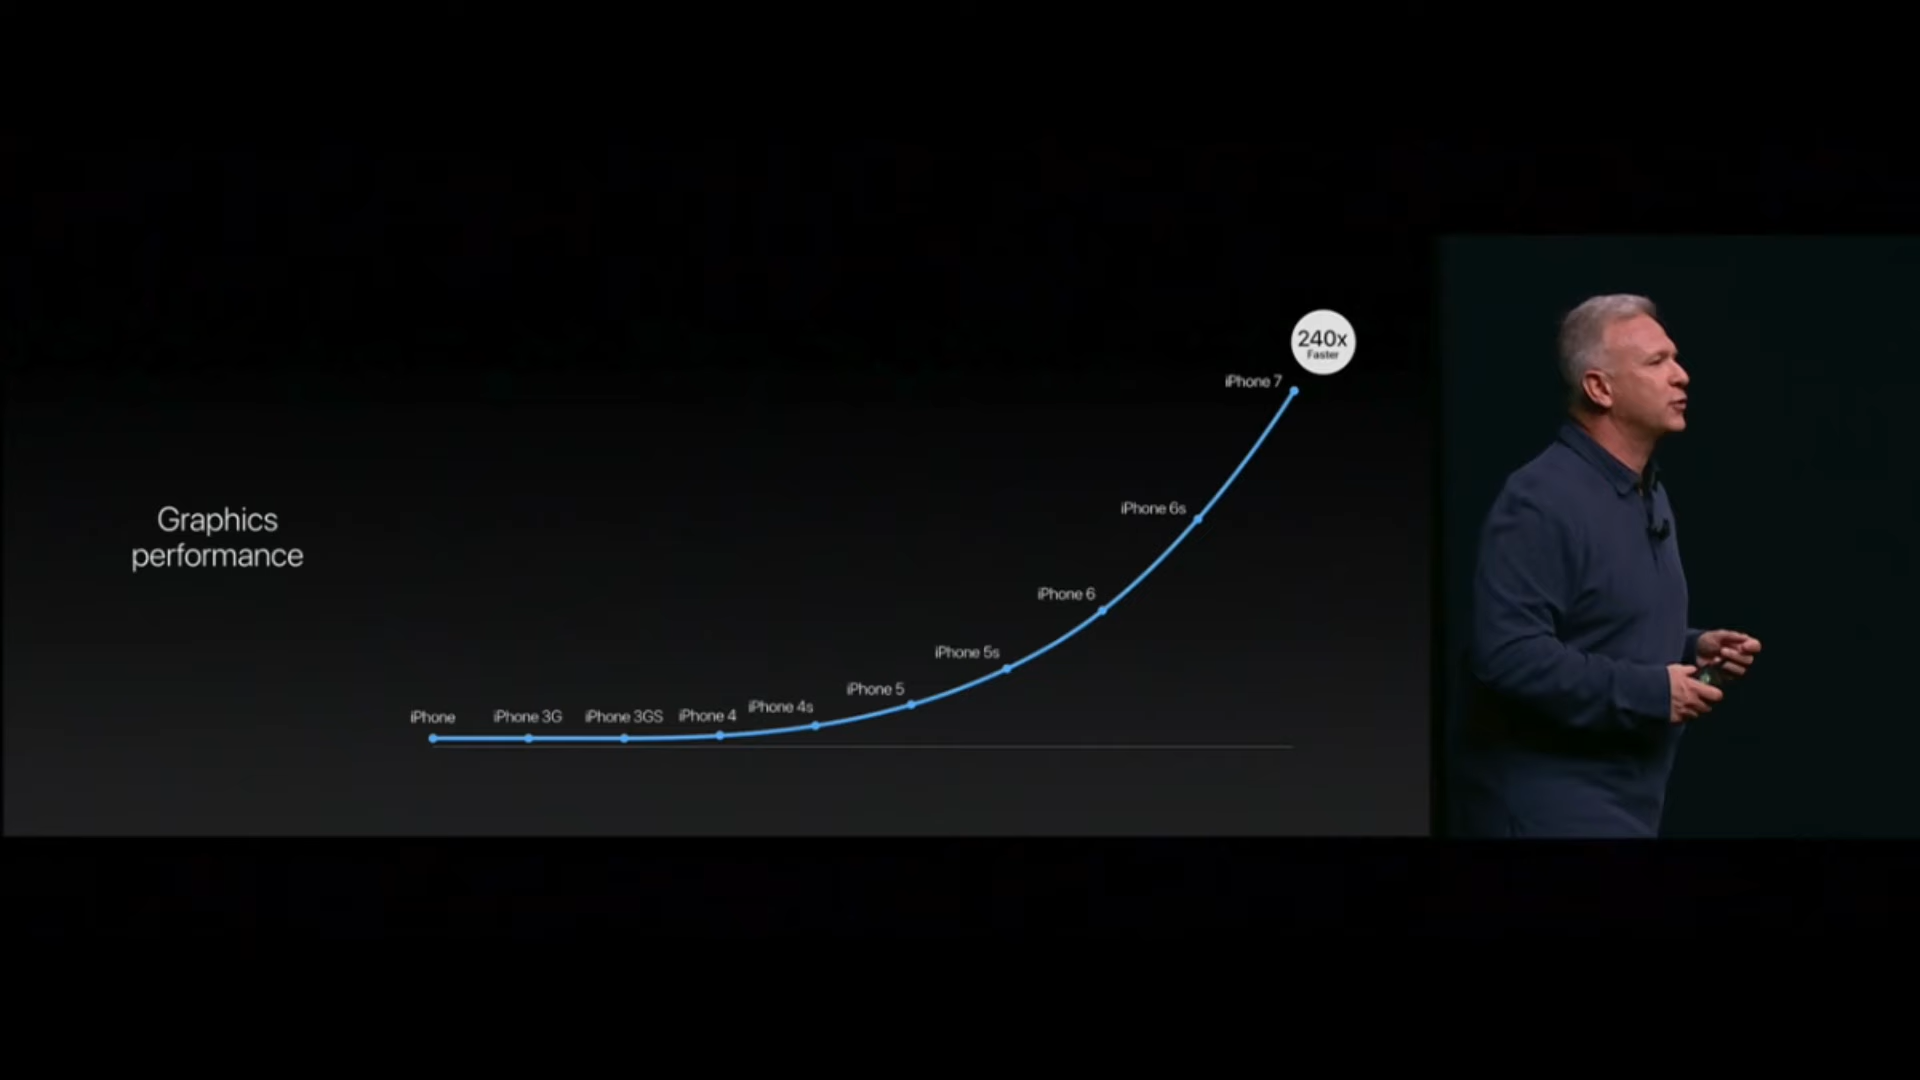 240x
Faster
iPhone 7
iPhone 6s
Graphics
performance
iPhone 6
iPhone 5s
iPhone 5
iPhone 4s
iPhone
iPhone 3G
iPhone 3GS
iPhone 4